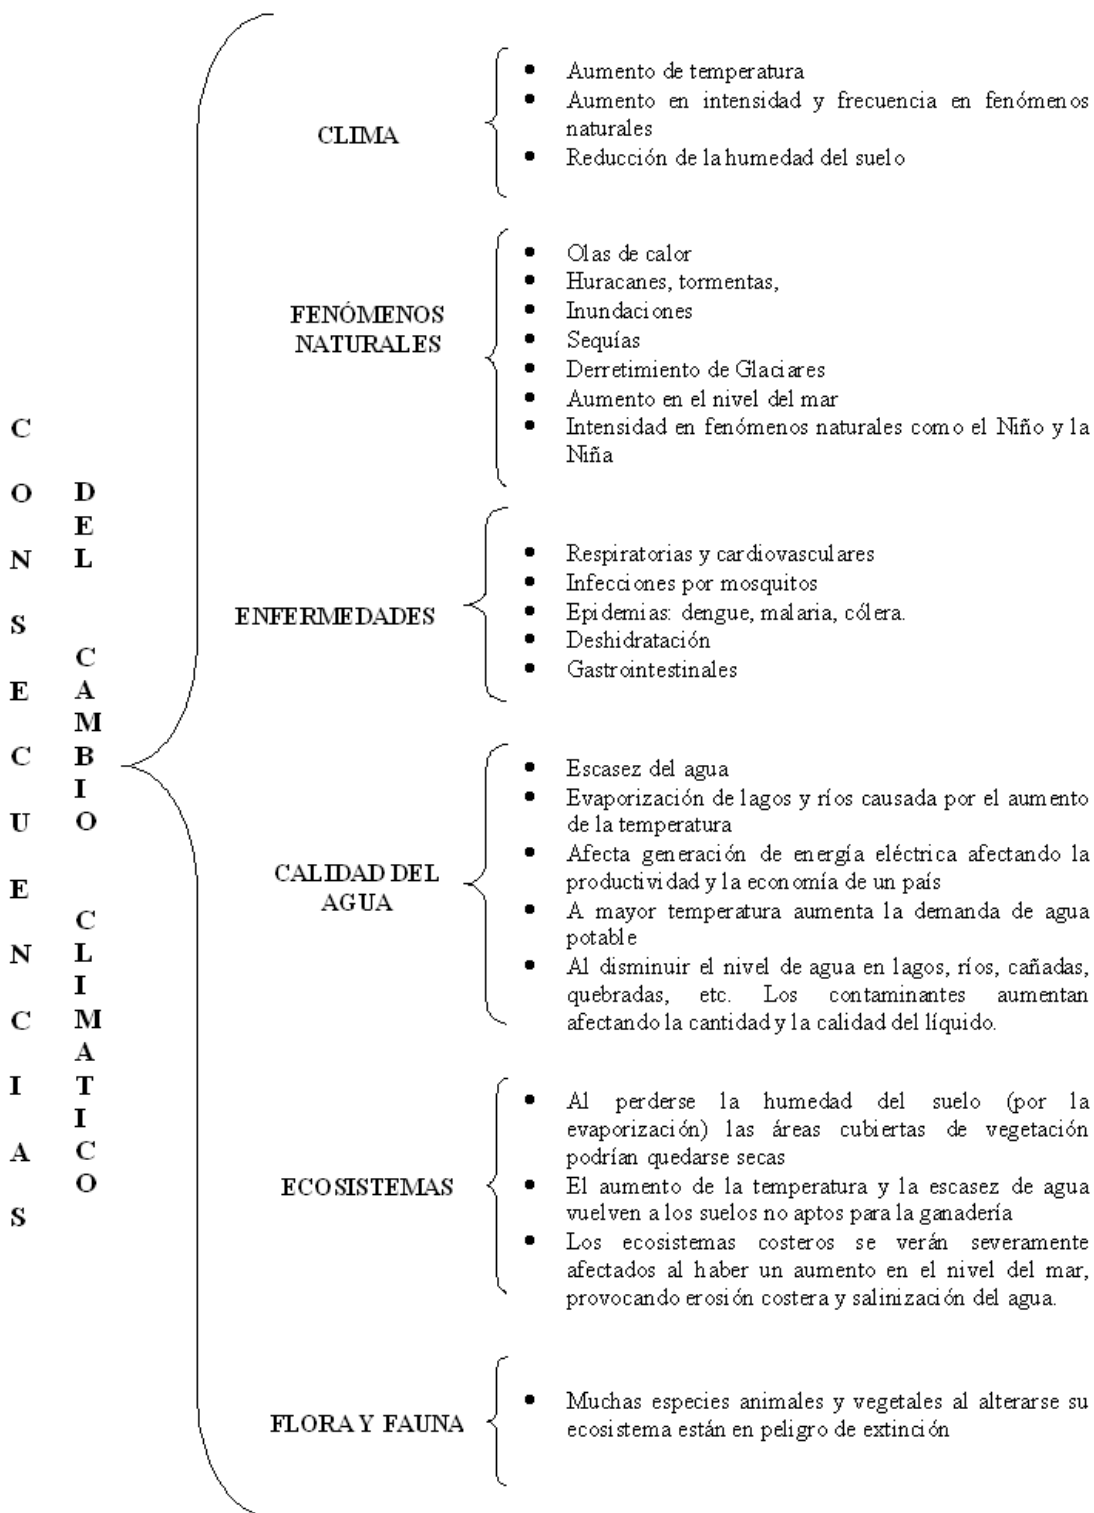 CONSECUENCIAS
DEL CAMBIO CLIMATICO
CLIMA
• Aumento de temperatura
• Aumento en intensidad y frecuencia en fenómenos
naturales
• Reducción de la humedad del suelo
FENÓMENOS
NATURALES
• Olas de calor
• Huracanes, tormentas,
• Inundaciones
• Sequías
• Derretimiento de Glaciares
• Aumento en el nivel del mar
• Intensidad en fenómenos naturales como el Niño y la
Niña
ENFERMEDADES
• Respiratorias y cardiovasculares
• Infecciones por mosquitos
• Epidemias: dengue, malaria, cólera.
• Deshidratación
• Gastrointestinales
CALIDAD DEL
AGUA
• Escasez del agua
• Evaporización de lagos y ríos causada por el aumento
de la temperatura
• Afecta generación de energía eléctrica afectando la
productividad y la economía de un país
• A mayor temperatura aumenta la demanda de agua
potable
• Al disminuir el nivel de agua en lagos, ríos, cañadas,
quebradas, etc. Los contaminantes aumentan
afectando la cantidad y la calidad del líquido.
ECOSISTEMAS
• Al perderse la humedad del suelo (por la
evaporización) las áreas cubiertas de vegetación
podrían quedarse secas
• El aumento de la temperatura y la escasez de agua
vuelven a los suelos no aptos para la ganadería
• Los ecosistemas costeros se verán severamente
afectados al haber un aumento en el nivel del mar,
provocando erosión costera y salinización del agua.
FLORA Y FAUNA
• Muchas especies animales y vegetales al alterarse su
ecosistema están en peligro de extinción